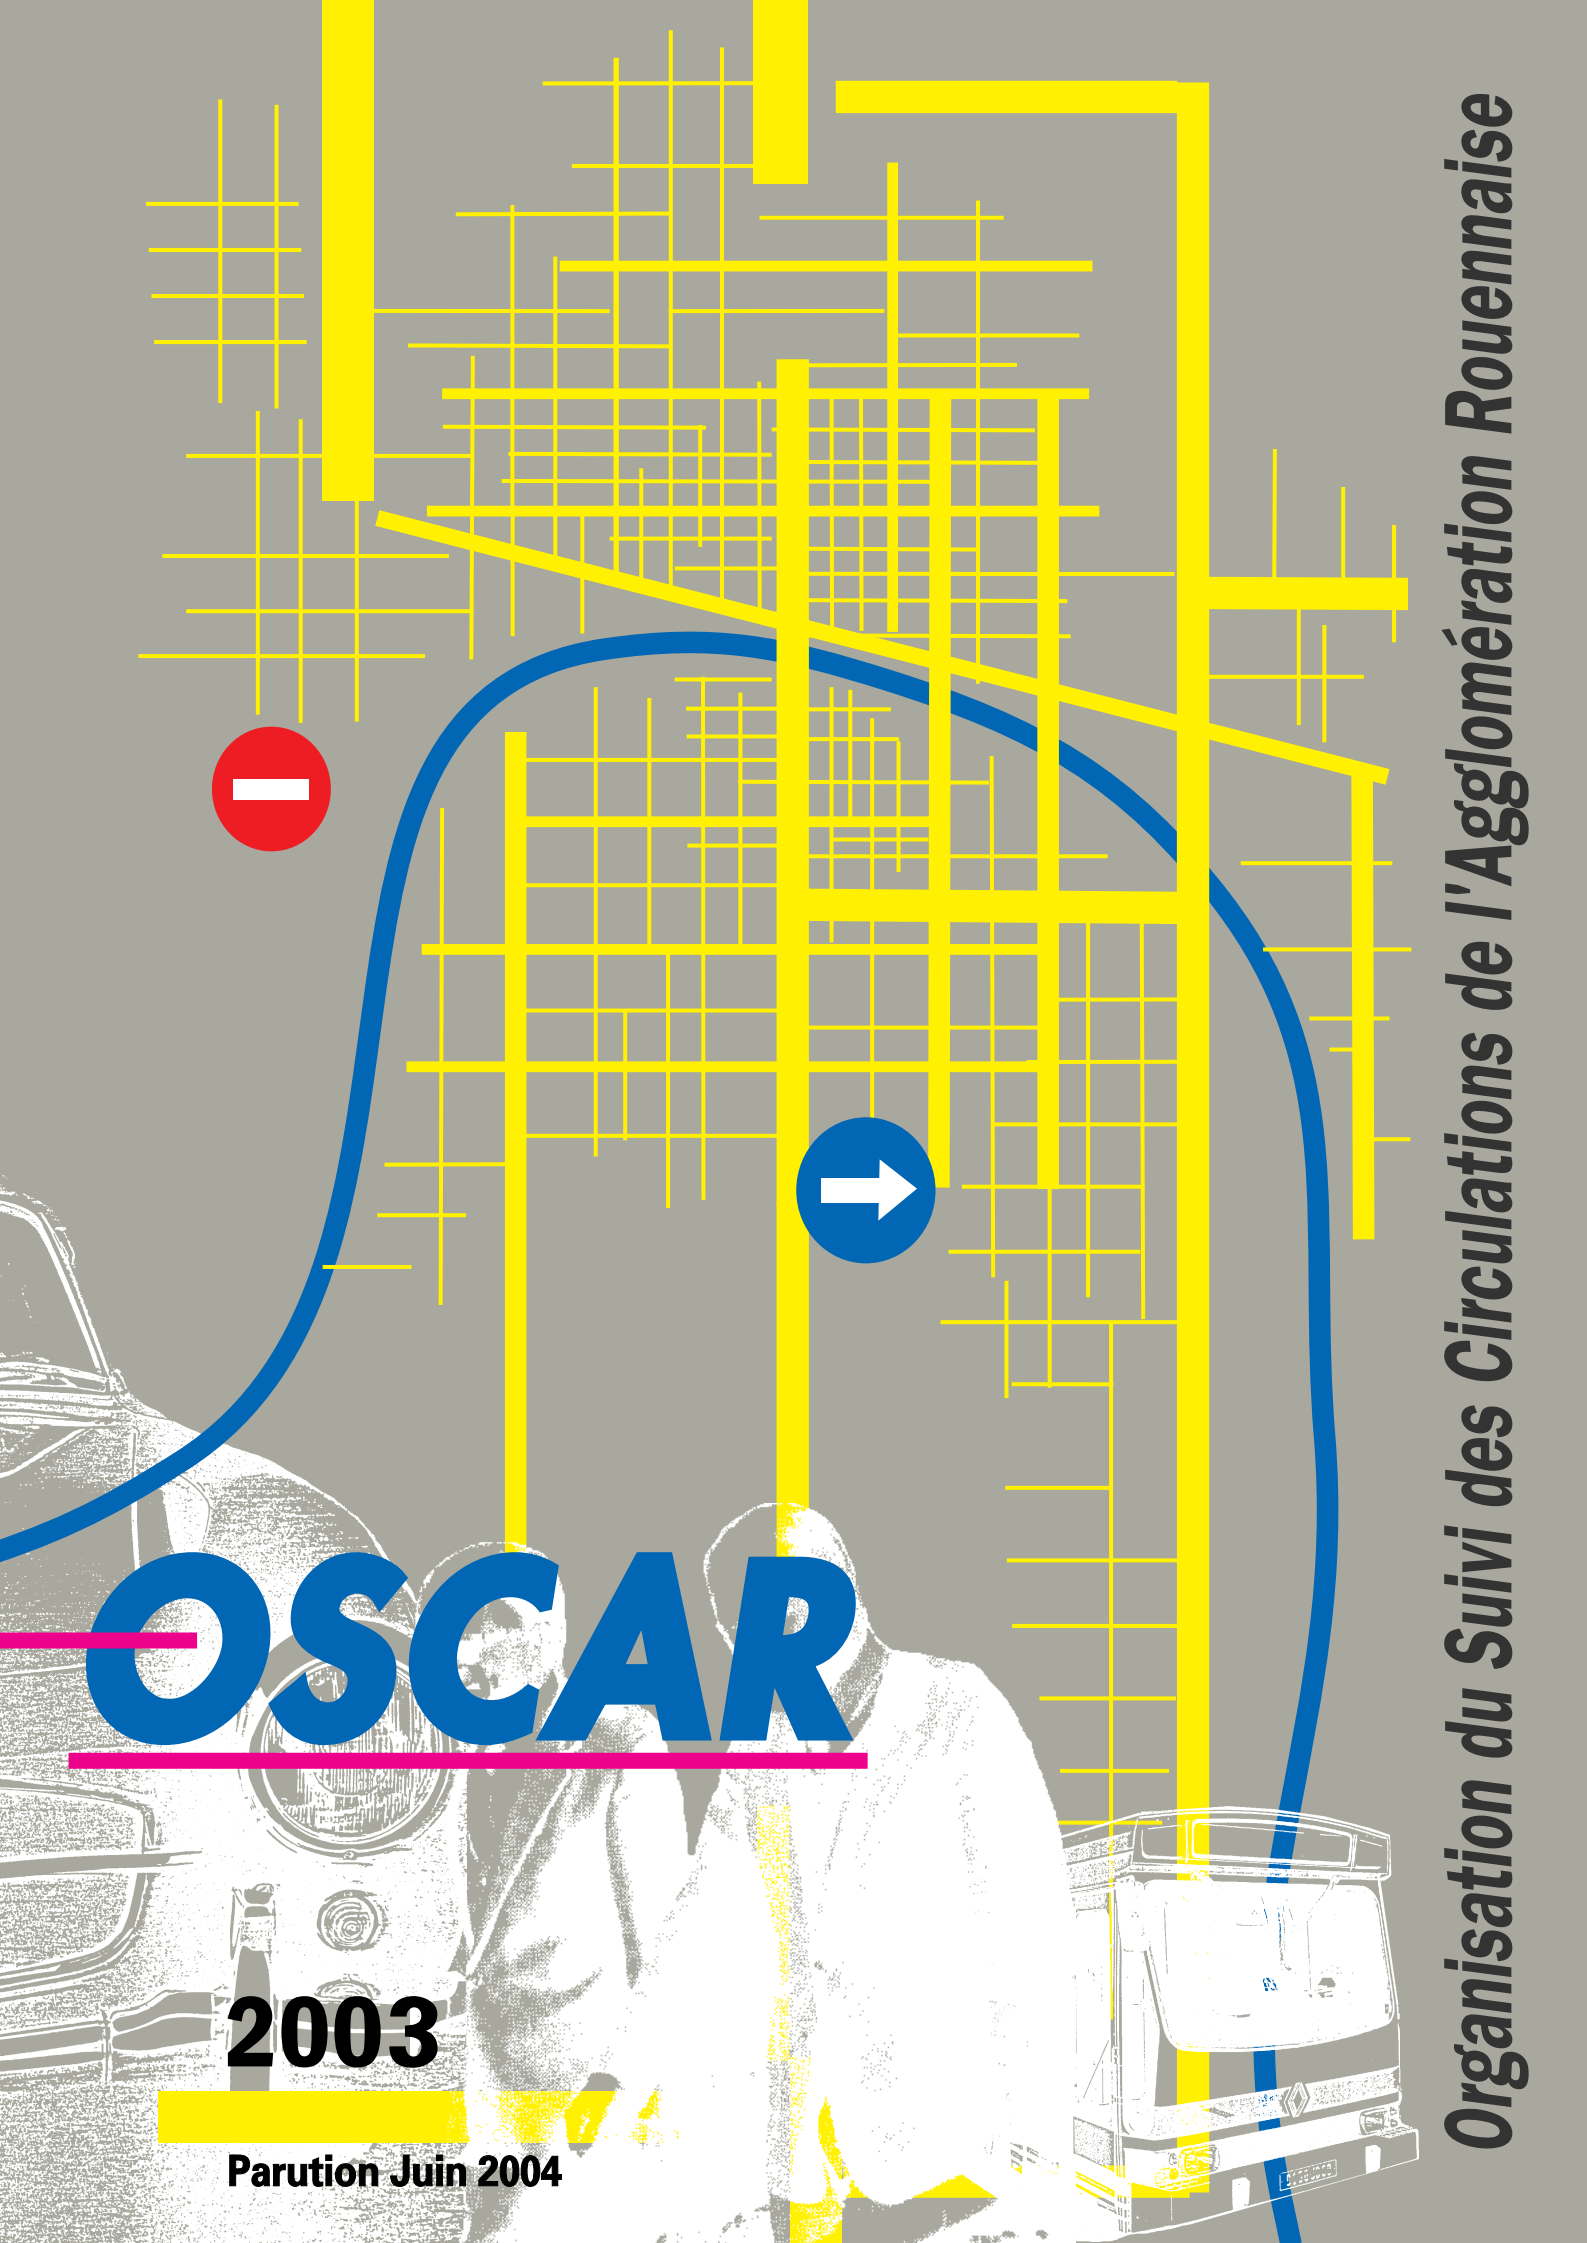 Organisation du Suivi des Circulations de l'Agglomération Rouennaise
OSCAR
2003
Parution Juin 2004